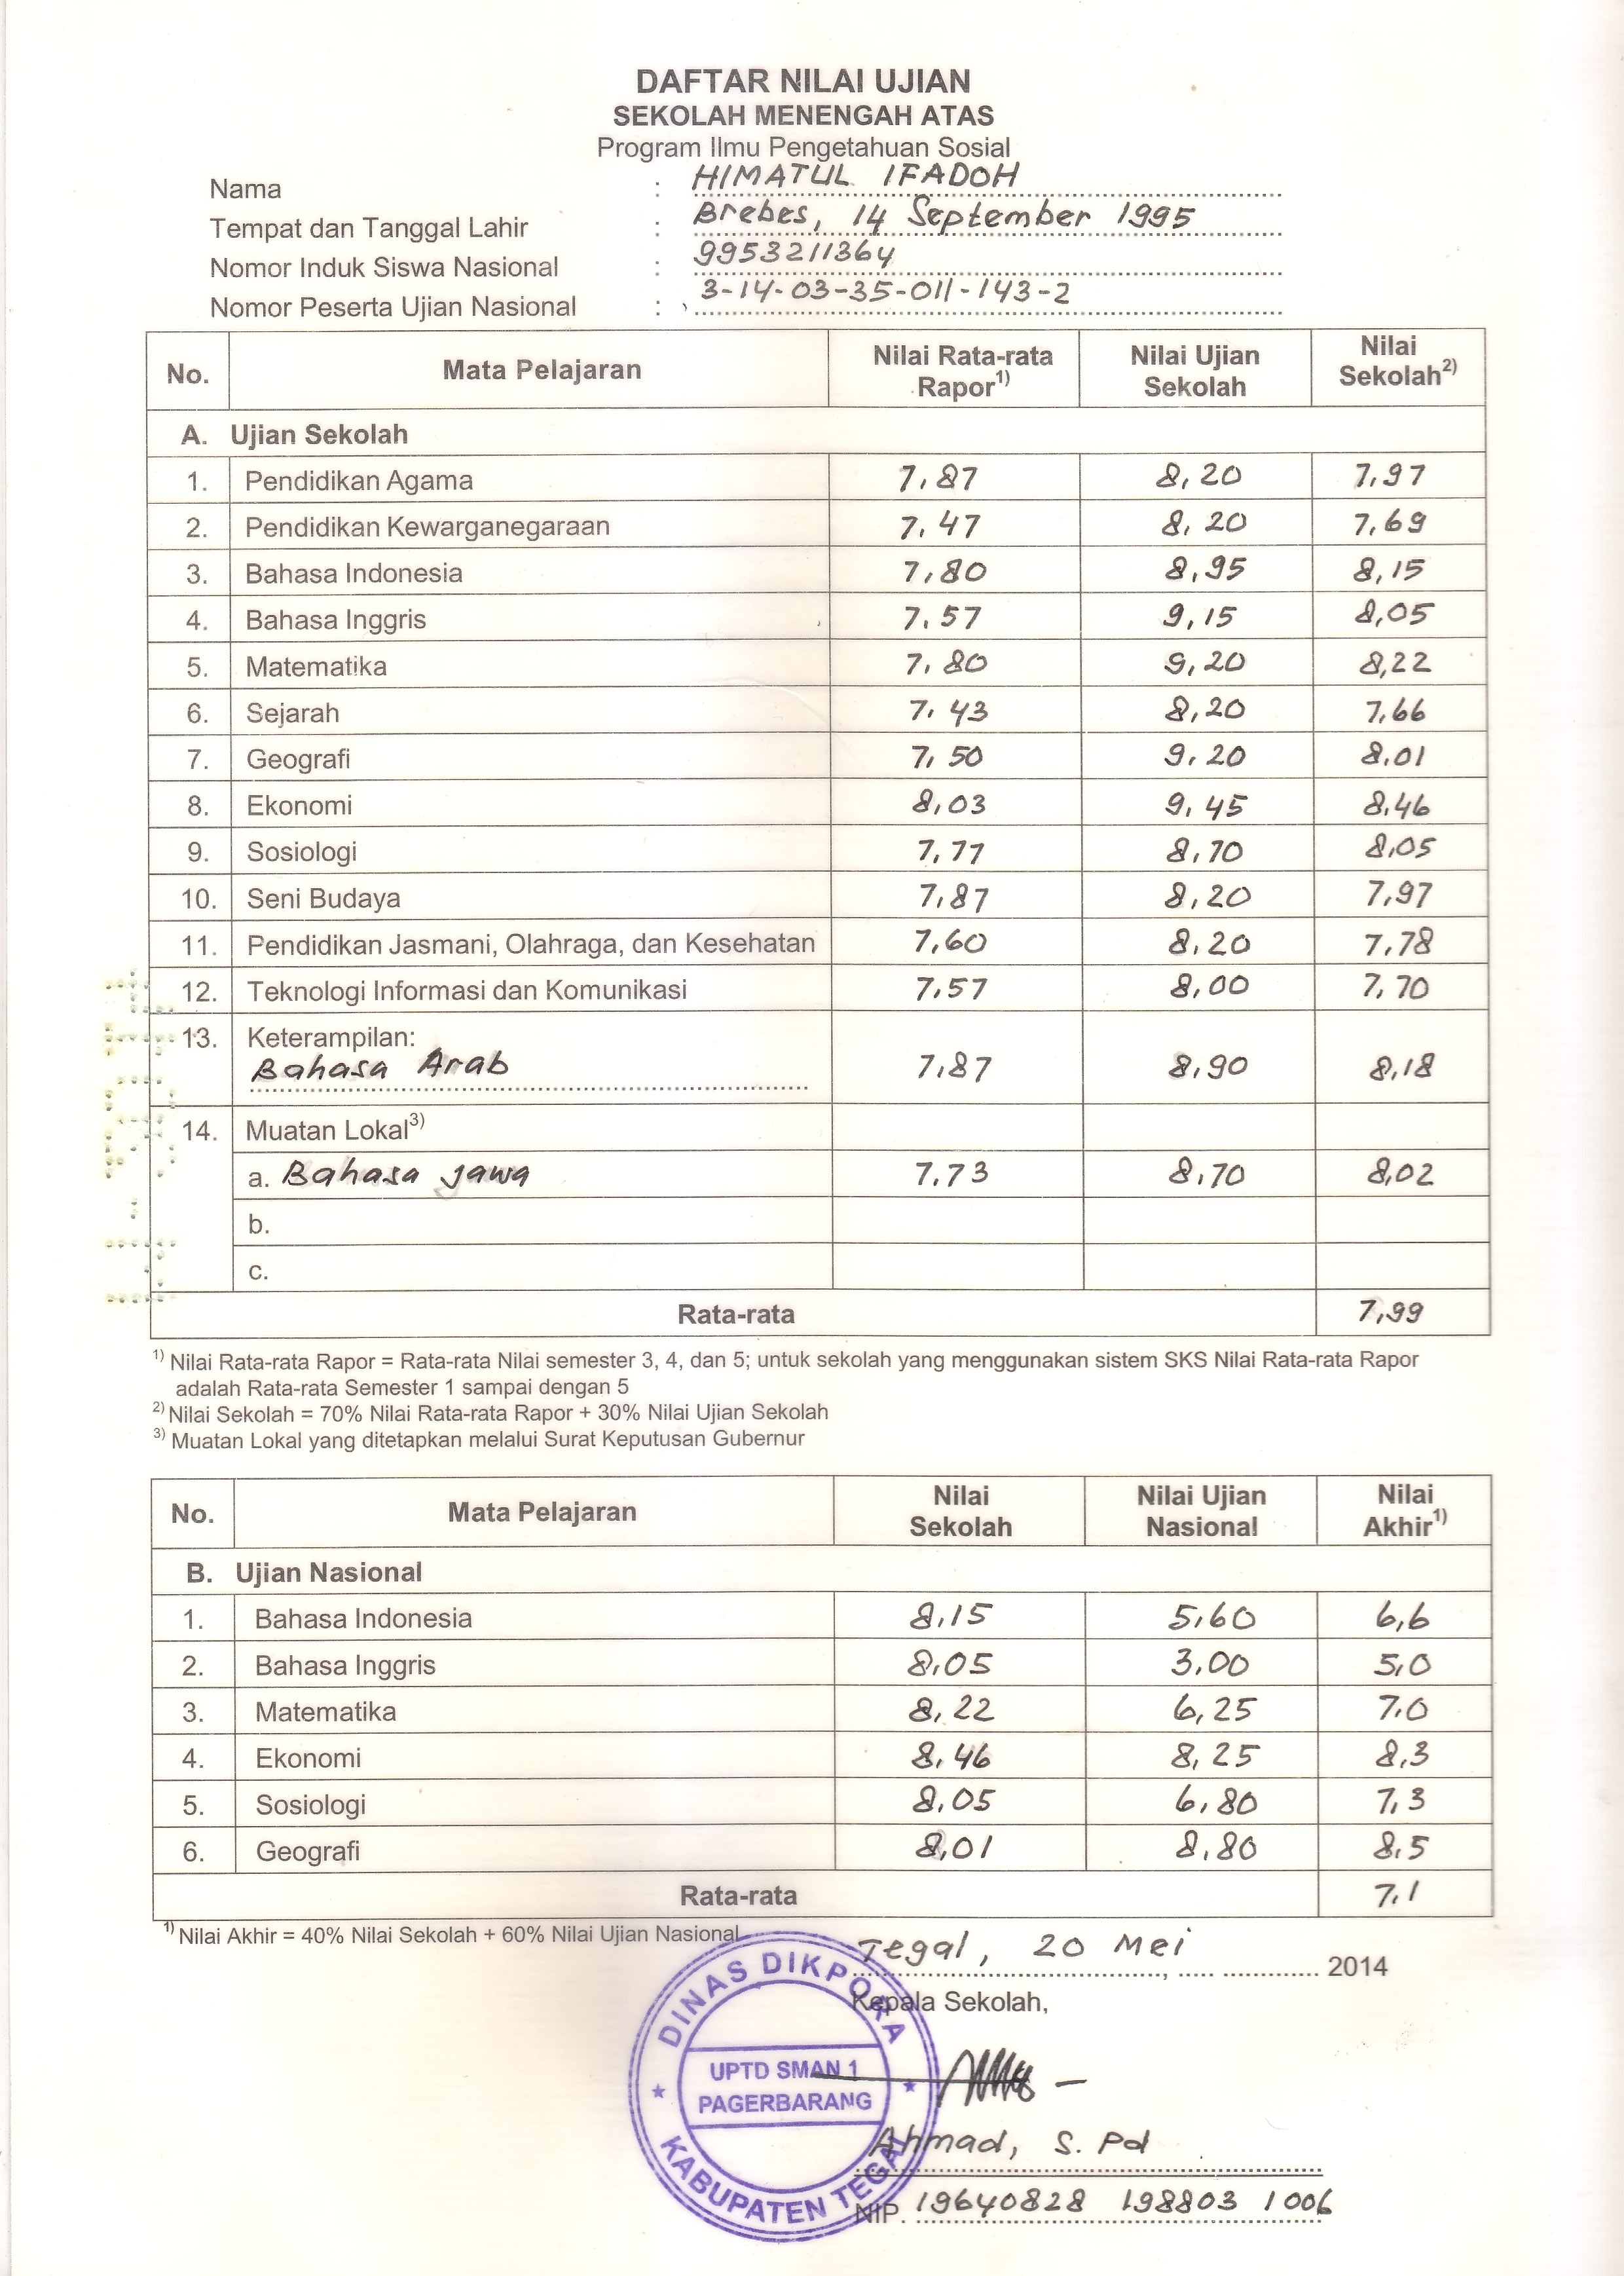 DAFTAR NILAI UJIAN
SEKOLAH MENENGAH ATAS
Program Ilmu Pengetahuan Sosial
Nama : HIMATUL IFADOH
Tempat dan Tanggal Lahir : Brebes, 14 September 1995
Nomor Induk Siswa Nasional : 9953211364
Nomor Peserta Ujian Nasional : 3-14-03-35-011-143-2
No. Mata Pelajaran Nilai Rata-rata Rapor1) Nilai Ujian Sekolah Nilai Sekolah2)
A. Ujian Sekolah
1. Pendidikan Agama 7,87 8,20 7,97
2. Pendidikan Kewarganegaraan 7,47 8,20 7,69
3. Bahasa Indonesia 7,80 8,95 8,15
4. Bahasa Inggris 7,57 9,15 8,05
5. Matematika 7,80 9,20 8,22
6. Sejarah 7,43 8,20 7,66
7. Geografi 7,50 9,20 8,01
8. Ekonomi 8,03 9,45 8,46
9. Sosiologi 7,77 8,70 8,05
10. Seni Budaya 7,87 8,20 7,97
11. Pendidikan Jasmani, Olahraga, dan Kesehatan 7,60 8,20 7,78
12. Teknologi Informasi dan Komunikasi 7,57 8,00 7,70
13. Keterampilan:
Bahasa Arab 7,87 8,90 8,18
14. Muatan Lokal3)
a. Bahasa Jawa 7,73 8,70 8,02
b.
c.
Rata-rata 7,99
1) Nilai Rata-rata Rapor = Rata-rata Nilai semester 3, 4, dan 5; untuk sekolah yang menggunakan sistem SKS Nilai Rata-rata Rapor
adalah Rata-rata Semester 1 sampai dengan 5
2) Nilai Sekolah = 70% Nilai Rata-rata Rapor + 30% Nilai Ujian Sekolah
3) Muatan Lokal yang ditetapkan melalui Surat Keputusan Gubernur
No. Mata Pelajaran Nilai Sekolah Nilai Ujian Nasional Nilai Akhir1)
B. Ujian Nasional
1. Bahasa Indonesia 8,15 5,60 6,6
2. Bahasa Inggris 8,05 3,00 5,0
3. Matematika 8,22 6,25 7,0
4. Ekonomi 8,46 8,25 8,3
5. Sosiologi 8,05 6,80 7,3
6. Geografi 8,01 8,80 8,5
Rata-rata 7,1
1) Nilai Akhir = 40% Nilai Sekolah + 60% Nilai Ujian Nasional
Tegal, 20 Mei 2014
Kepala Sekolah,
DINAS DIKPORA
UPTD SMAN 1
PAGERBARANG
KABUPATEN TEGAL
Ahmad, S. Pd
NIP. 19640828 198803 1 006